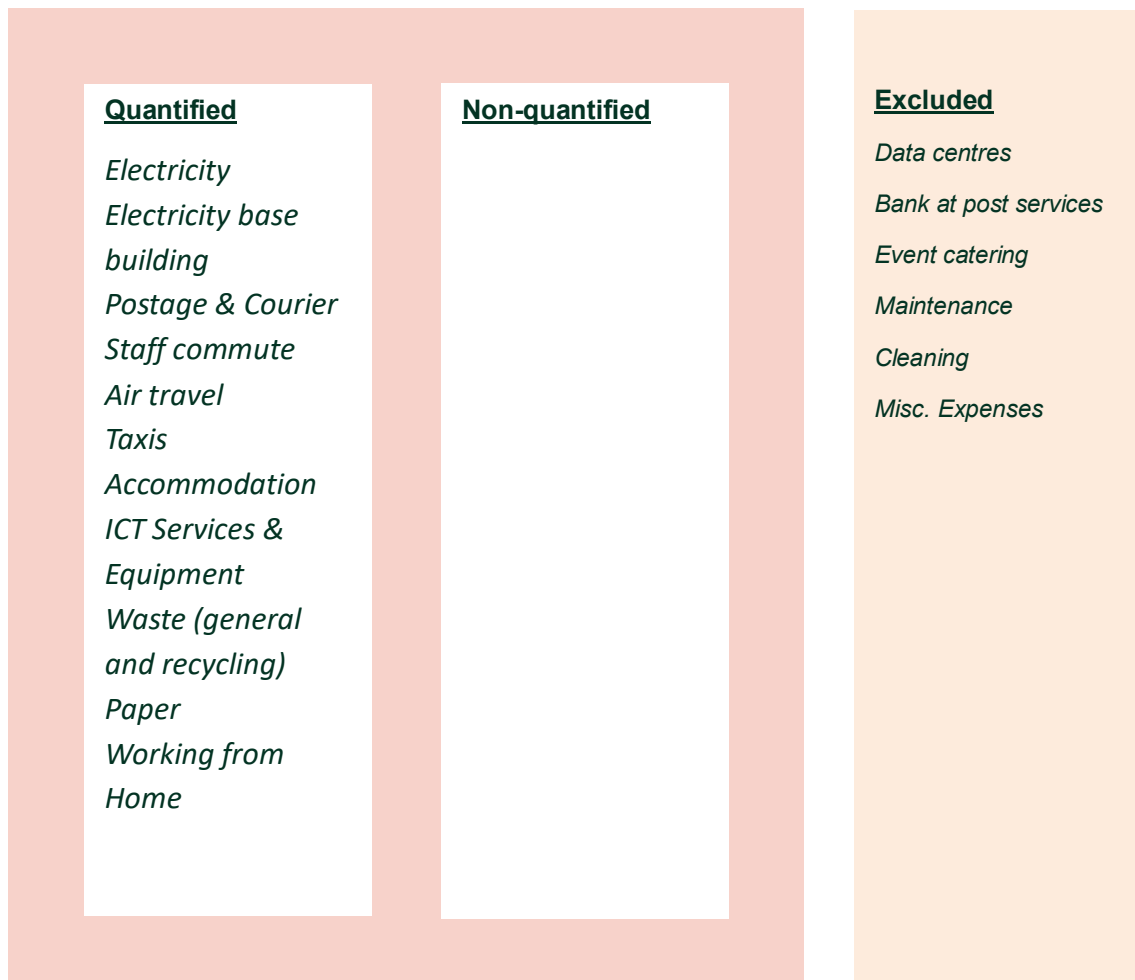 Quantified
Electricity
Electricity base
building
Postage & Courier
Staff commute
Air travel
Taxis
Accommodation
ICT Services &
Equipment
Waste (general
and recycling)
Paper
Working from
Home
Non-quantified
Excluded
Data centres
Bank at post services
Event catering
Maintenance
Cleaning
Misc. Expenses